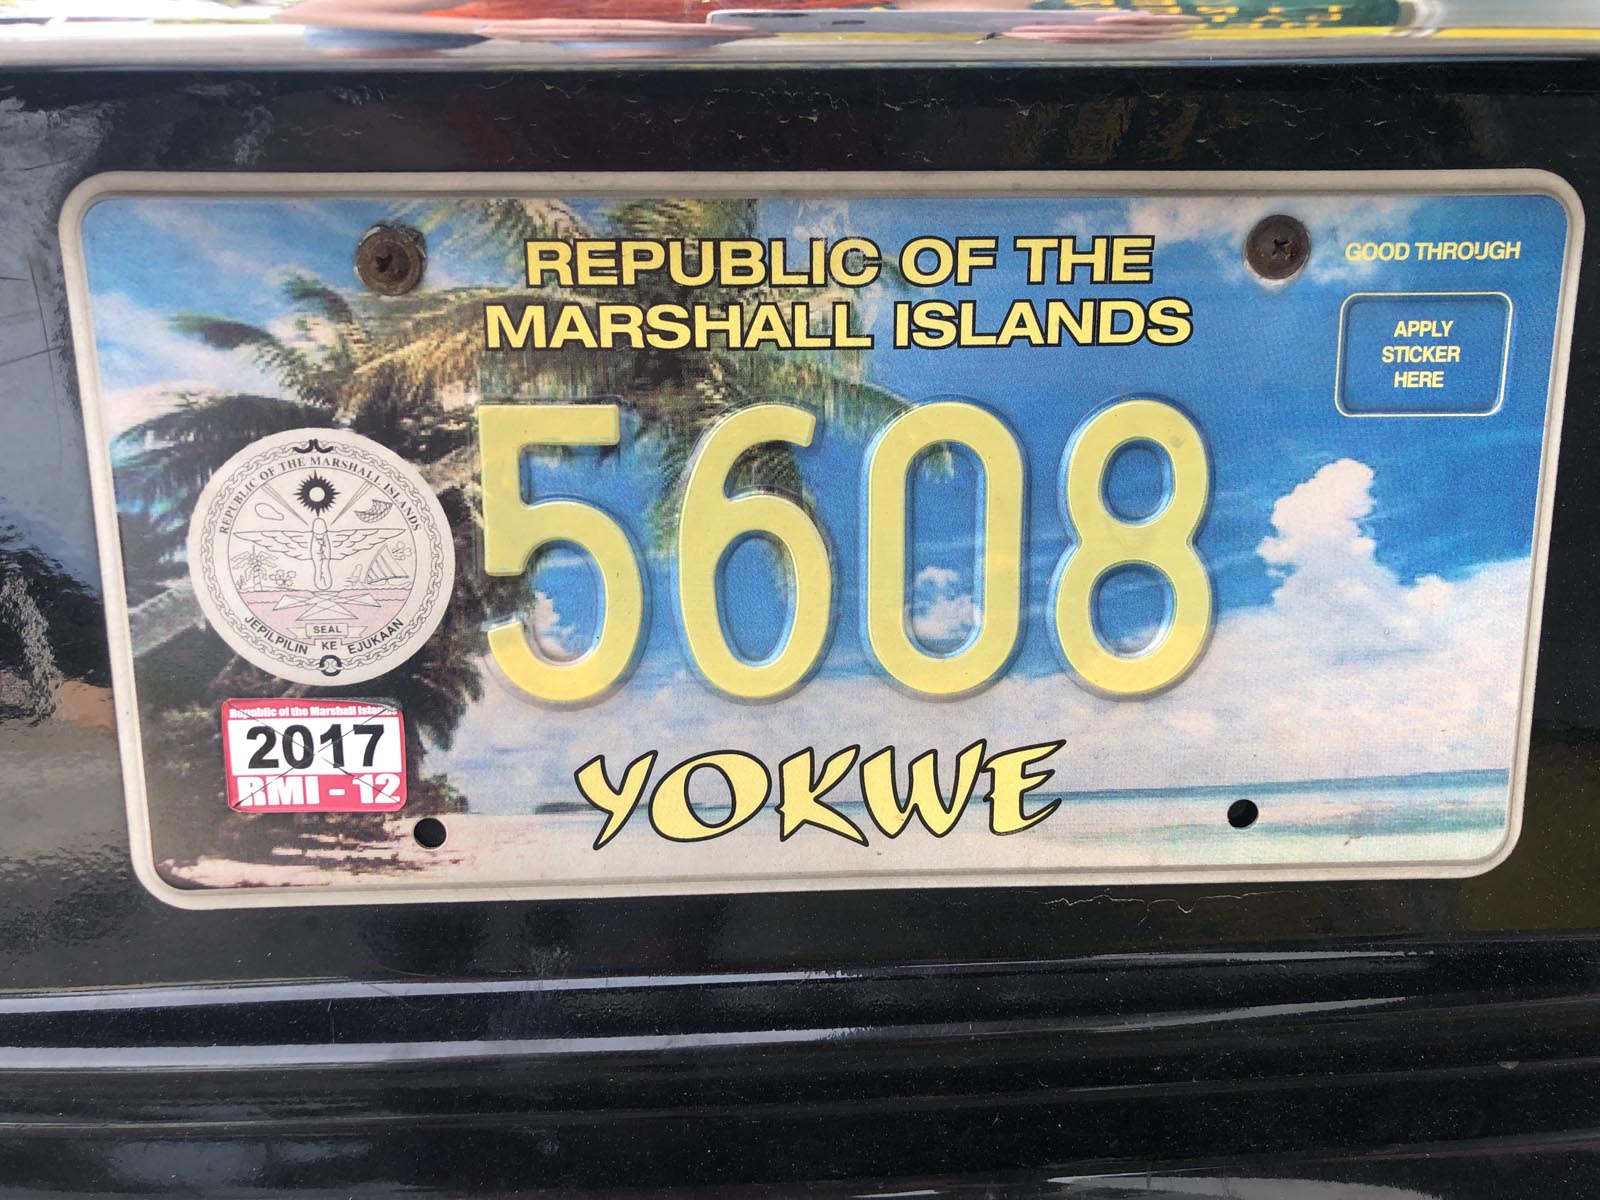 REPUBLIC OF THE
MARSHALL ISLANDS
GOOD THROUGH
APPLY
STICKER
HERE
5608
REPUBLIC OF THE MARSHALL ISLANDS
SEAL
JEPILPILIN KE EJUKAAN
Republic of the Marshall Islands
2017
RMI - 12
YOKWE